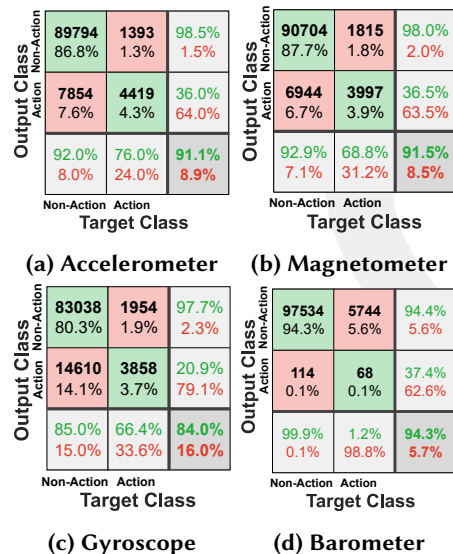 Output Class
Non-Action
Action
89794 1393 98.5%
86.8% 1.3% 1.5%
7854 4419 36.0%
7.6% 4.3% 64.0%
92.0% 76.0% 91.1%
8.0% 24.0% 8.9%
Non-Action Action
Target Class
(a) Accelerometer
Output Class
Non-Action
Action
90704 1815 98.0%
87.7% 1.8% 2.0%
6944 3997 36.5%
6.7% 3.9% 63.5%
92.9% 68.8% 91.5%
7.1% 31.2% 8.5%
Non-Action Action
Target Class
(b) Magnetometer
Output Class
Non-Action
Action
83038 1954 97.7%
80.3% 1.9% 2.3%
14610 3858 20.9%
14.1% 3.7% 79.1%
85.0% 66.4% 84.0%
15.0% 33.6% 16.0%
Non-Action Action
Target Class
(c) Gyroscope
Output Class
Non-Action
Action
97534 5744 94.4%
94.3% 5.6% 5.6%
114 68 37.4%
0.1% 0.1% 62.6%
99.9% 1.2% 94.3%
0.1% 98.8% 5.7%
Non-Action Action
Target Class
(d) Barometer